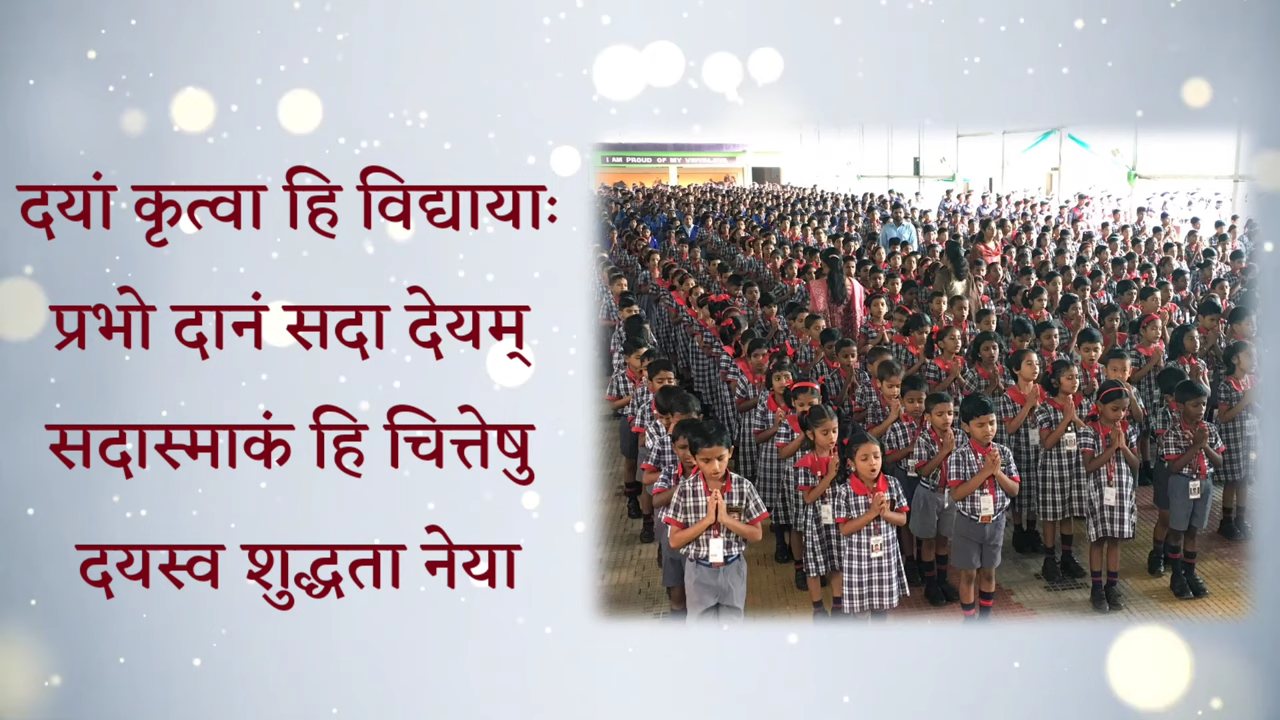 दयां कृत्वा हि विद्यायाः
प्रभो दानं सदा देयम्
सदास्माकं हि चित्तेषु
दयस्व शुद्धता नेया
I AM PROUD OF MY